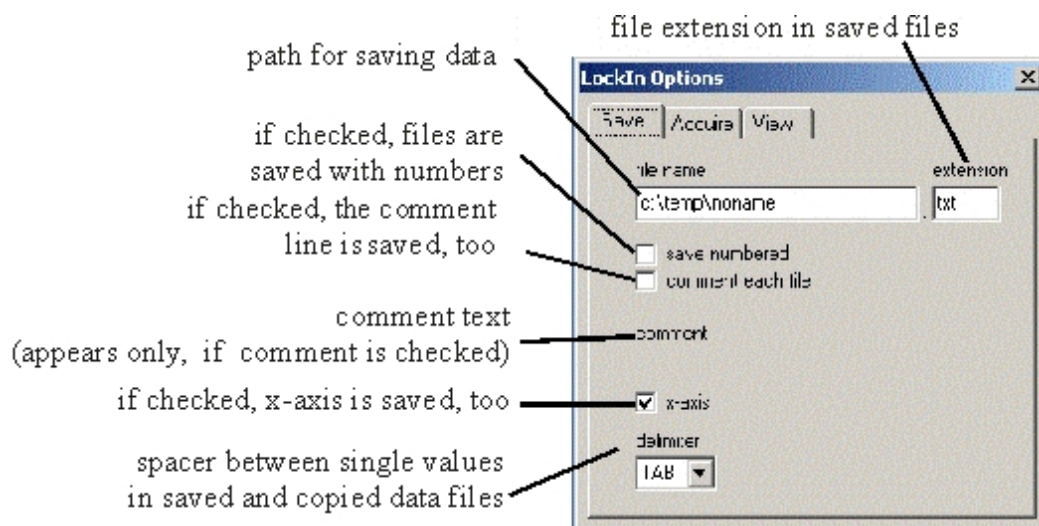 file extension in saved files
path for saving data
LockIn Options
Save Acquire View
if checked, files are
saved with numbers
file name extension
c:\temp\noname . txt
if checked, the comment
line is saved, too
save numbered
comment each file
comment text
(appears only, if comment is checked)
comment
if checked, x-axis is saved, too
x-axis
delimiter
spacer between single values
in saved and copied data files
TAB